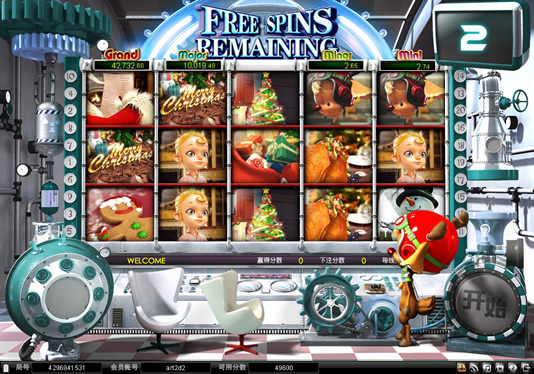 FREE SPINS
REMAINING
2
Grand
Major
Minor
Mini
42,732.68
10,019.49
2.65
2.74
Merry
Christmas
Merry
Christmas
WELCOME
赢得分数 0
下注分数 0
开始
局号 4296941531 会员帐号 art2d2 可用分数 49600